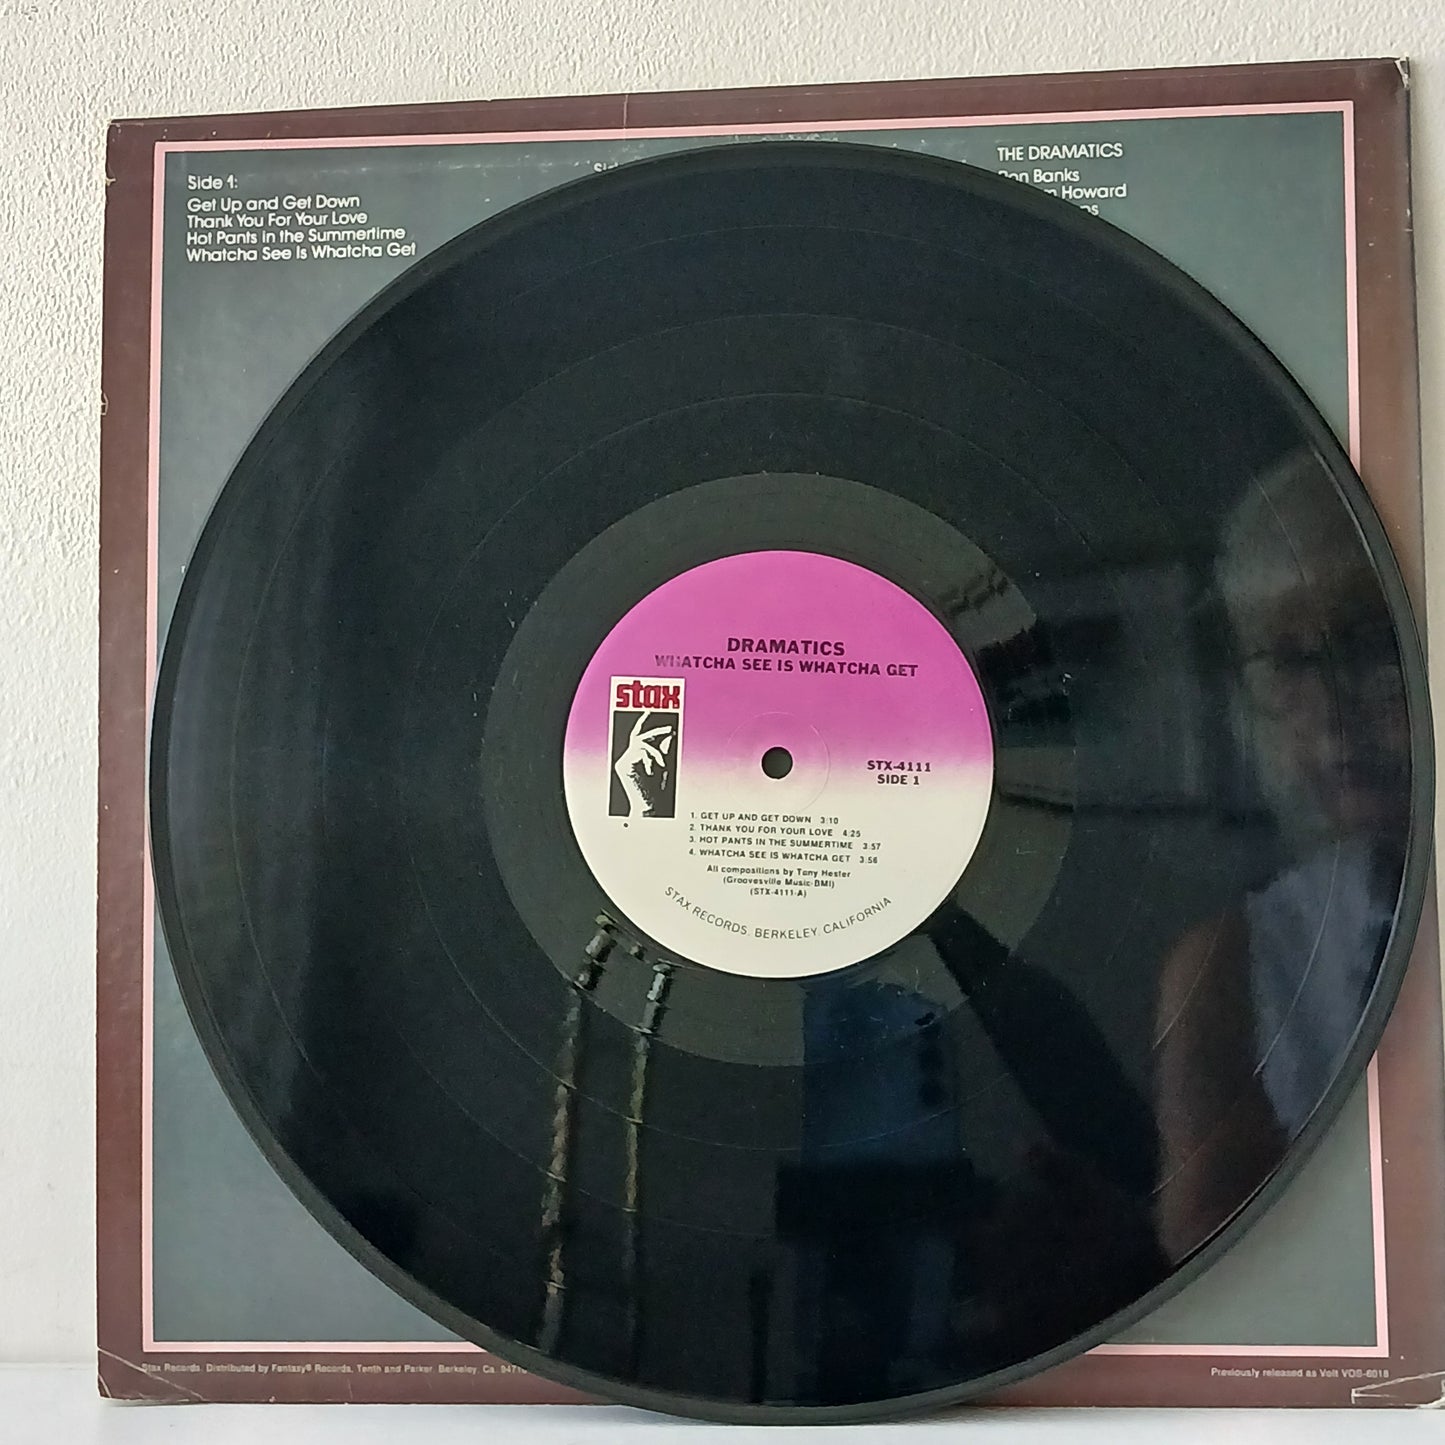 Side 1:
Get Up and Get Down
Thank You For Your Love
Hot Pants in the Summertime
Whatcha See Is Whatcha Get
THE DRAMATICS
Ron Banks
Howard
DRAMATICS
WHATCHA SEE IS WHATCHA GET
stax
STX-4111
SIDE 1
1. GET UP AND GET DOWN 3:10
2. THANK YOU FOR YOUR LOVE 4:25
3. HOT PANTS IN THE SUMMERTIME 3:57
4. WHATCHA SEE IS WHATCHA GET 3:56
All compositions by Tony Hester
(Groovesville Music-BMI)
(STX-4111-A)
STAX RECORDS, BERKELEY, CALIFORNIA
Stax Records. Distributed by Fantasy® Records, Tenth and Parker, Berkeley, Ca.
Previously released as Volt VOS-6018